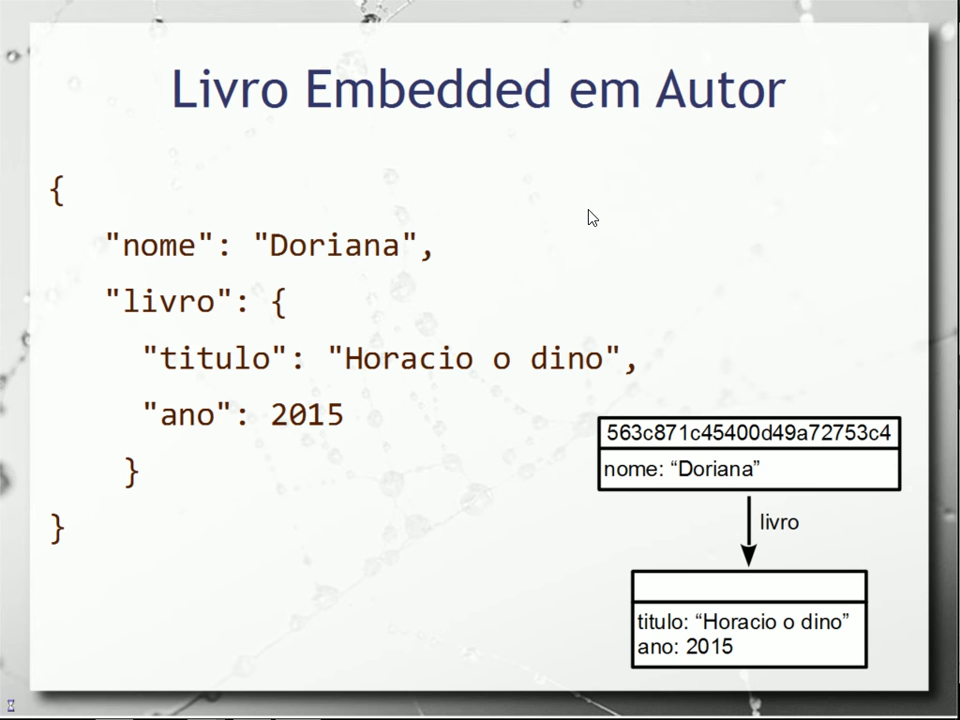 Livro Embedded em Autor
{
"nome": "Doriana",
"livro": {
"titulo": "Horacio o dino",
"ano": 2015
}
}
563c871c45400d49a72753c4
nome: “Doriana”
livro
titulo: “Horacio o dino”
ano: 2015